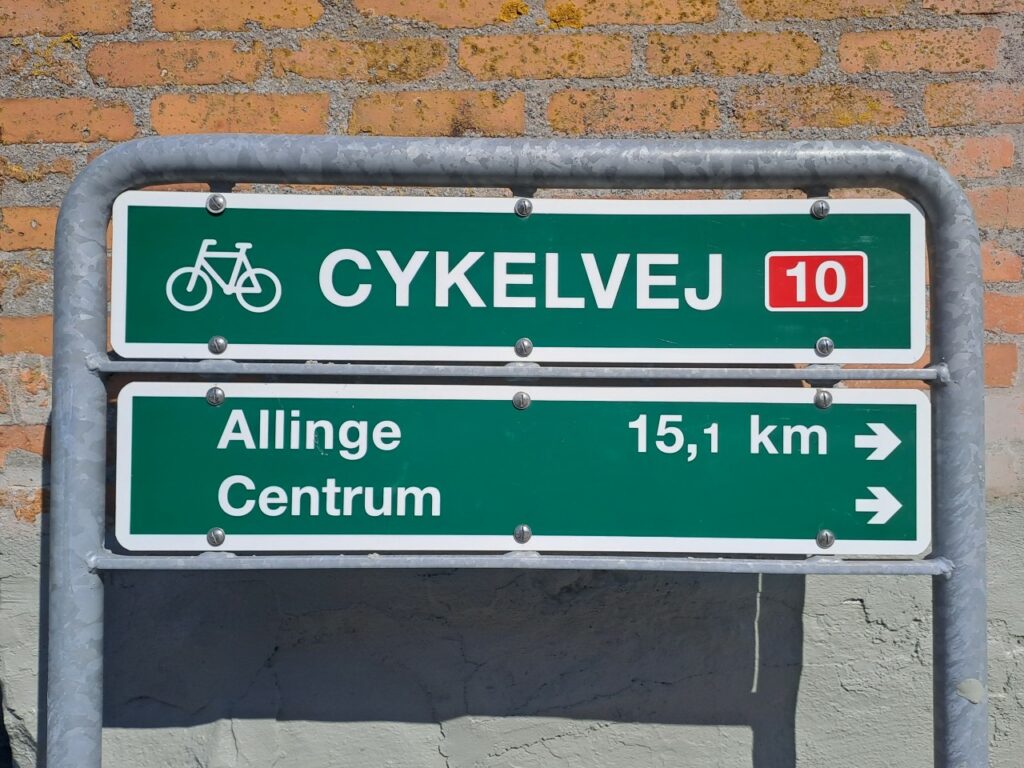 CYKELVEJ 10
Allinge 15,1 km
Centrum